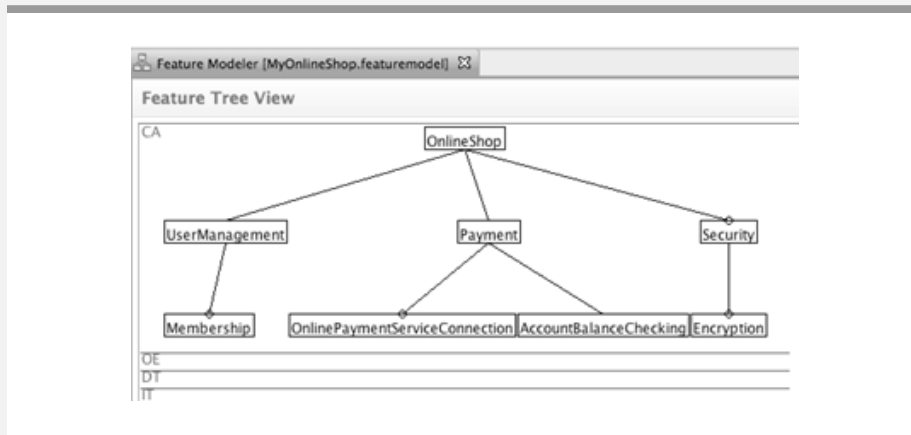 Feature Modeler [MyOnlineShop.featuremodel]
Feature Tree View
CA
OnlineShop
UserManagement Payment Security
Membership OnlinePaymentServiceConnection AccountBalanceChecking Encryption
OE
DT
IT